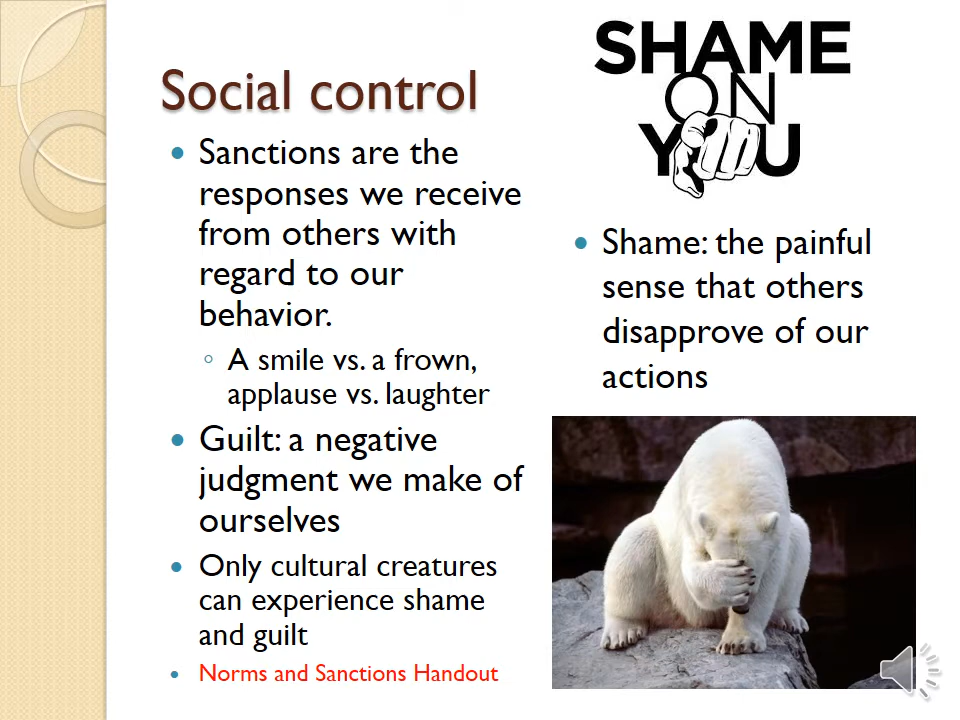 Social control
Sanctions are the
responses we receive
from others with
regard to our
behavior.
A smile vs. a frown,
applause vs. laughter
Guilt: a negative
judgment we make of
ourselves
Only cultural creatures
can experience shame
and guilt
Norms and Sanctions Handout
SHAME
ON
YOU
Shame: the painful
sense that others
disapprove of our
actions